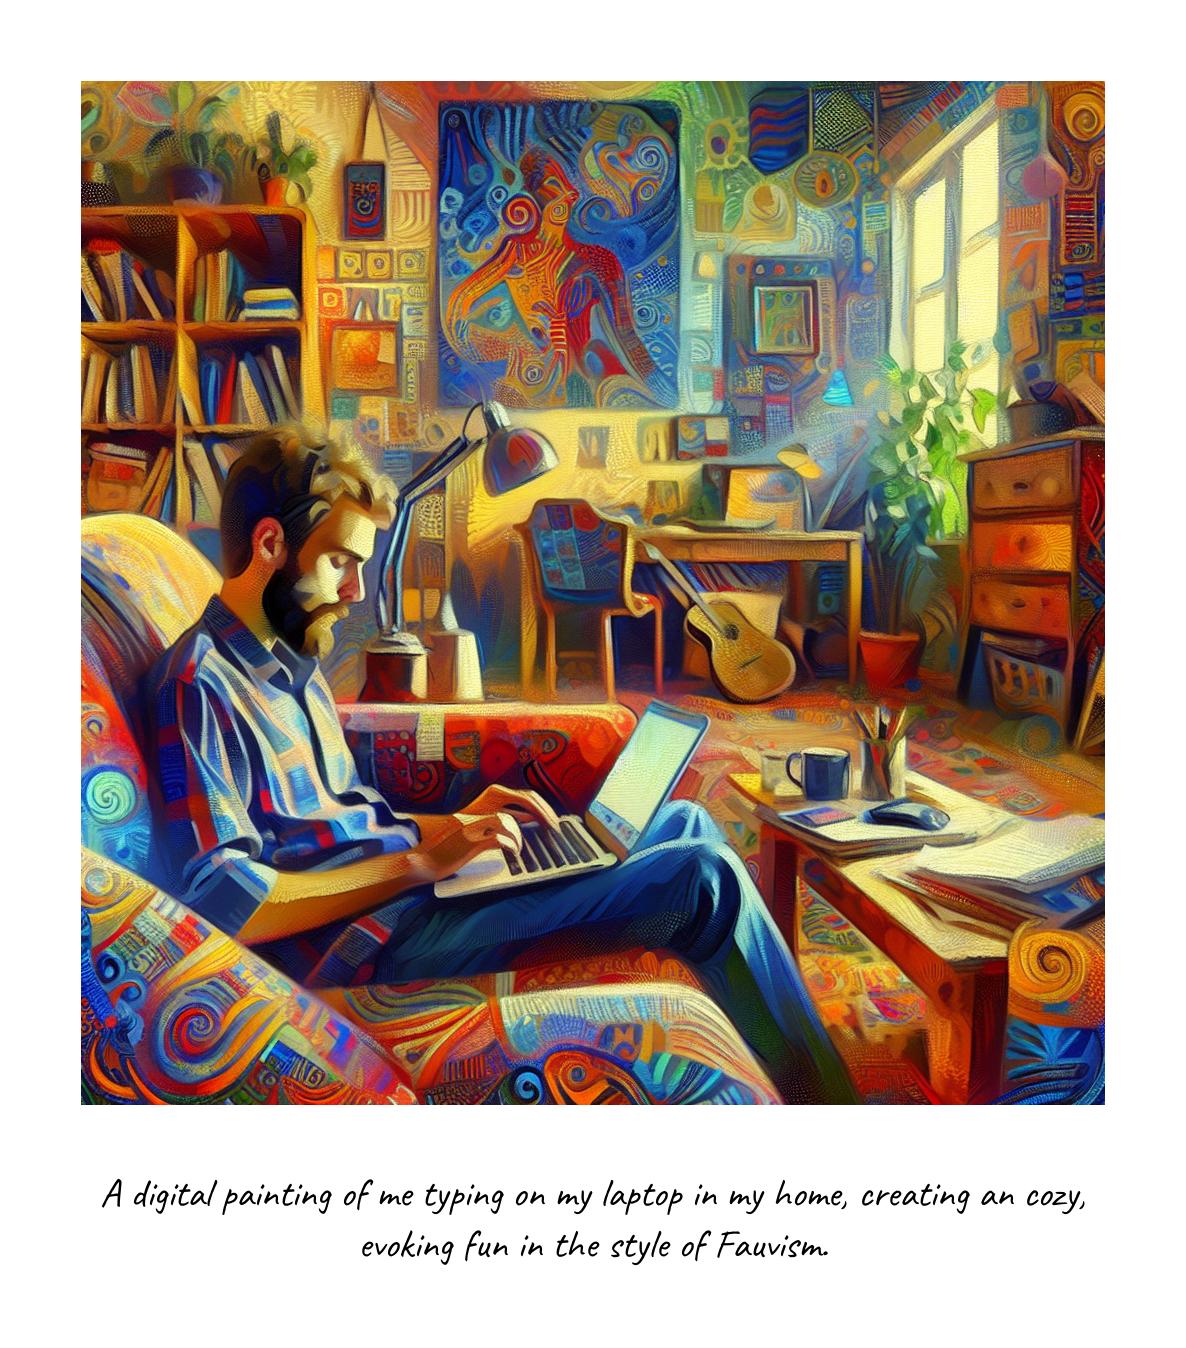 A digital painting of me typing on my laptop in my home, creating an cozy,
evoking fun in the style of Fauvism.